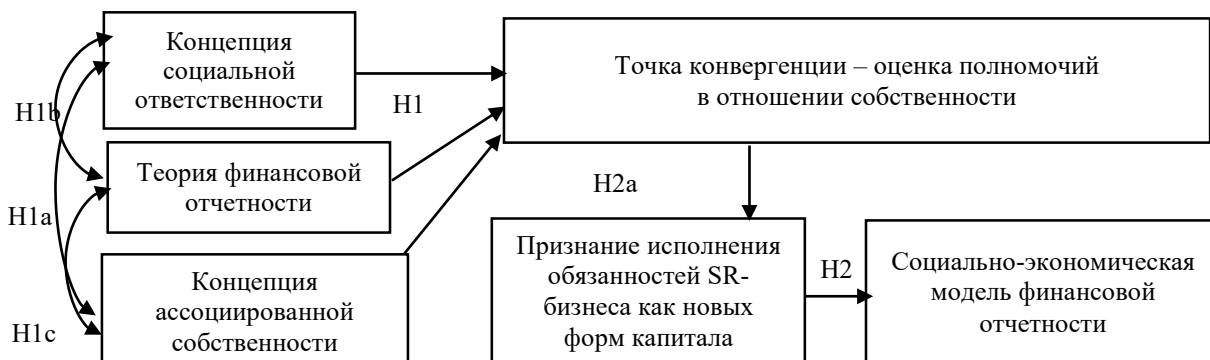 Концепция
социальной
ответственности
Точка конвергенции – оценка полномочий
в отношении собственности
H1b
H1
Теория финансовой
отчетности
H2a
H1a
Признание исполнения
обязанностей SR-
бизнеса как новых
форм капитала
H2
Социально-экономическая
модель финансовой
отчетности
Концепция
ассоциированной
собственности
H1c